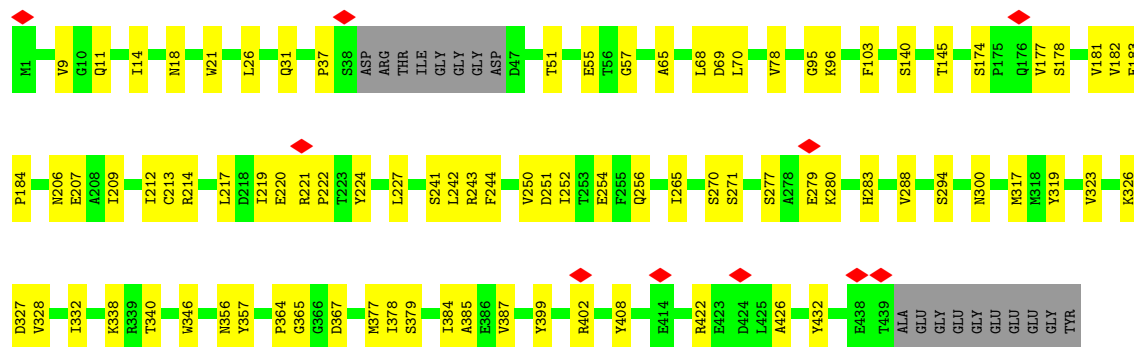 M1 V9 G10 Q11 I14 N18 W21 L26 Q31 P37 S38 ASP ARG THR ILE GLY GLY GLY ASP D47 T51 E55 T56 G57 A65 L68 D69 L70 V78 G95 K96 F103 S140 T145 S174 P175 Q176 V177 S178 V181 V182 E183
P184 N206 E207 A208 I209 I212 C213 R214 L217 D218 I219 E220 R221 P222 T223 Y224 L227 S241 L242 R243 F244 V250 D251 I252 T253 E254 F255 Q256 I265 S270 S271 S277 A278 E279 K280 H283 V288 S294 N300 M317 M318 Y319 V323 K326
D327 V328 I332 K338 R339 T340 W346 N356 Y357 P364 G365 G366 D367 M377 I378 S379 I384 A385 E386 V387 Y399 R402 Y408 E414 R422 E423 D424 L425 A426 Y432 E438 T439 ALA GLU GLY GLU GLY GLU GLU GLU GLY TYR